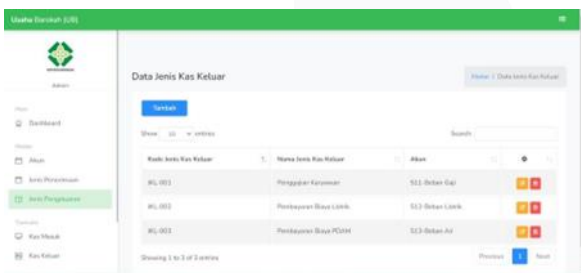 Usaha Barokah (UB)
Admin
Data Jenis Kas Keluar
Home / Data Jenis Kas Keluar
Tambah
Dashboard
Show 10 entries
Search:
Akun
Jenis Penerimaan
Jenis Pengeluaran
Kas Masuk
Kas Keluar
Kode Jenis Kas Keluar Nama Jenis Kas Keluar Akun
JKL-001 Penggajian Karyawan 511-Beban Gaji
JKL-002 Pembayaran Biaya Listrik 512-Beban Listrik
JKL-003 Pembayaran Biaya PDAM 513-Beban Air
Showing 1 to 3 of 3 entries
Previous 1 Next